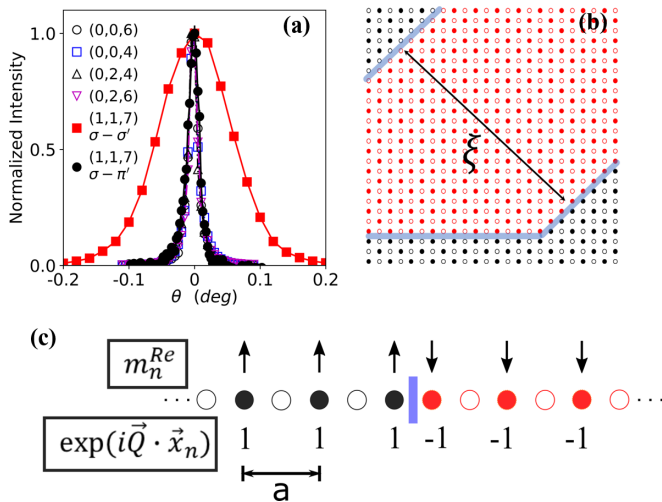 (a)
Normalized Intensity
1.0
0.5
0.0
(0,0,6)
(0,0,4)
(0,2,4)
(0,2,6)
(1,1,7)
σ−σ′
(1,1,7)
σ−π′
-0.2 -0.1 0 0.1 0.2
θ (deg)
(b)
ξ
(c)
m_n^{Re}
··· ···
exp(iQ⃗ · x⃗_n)
1 1 1 -1 -1 -1
a